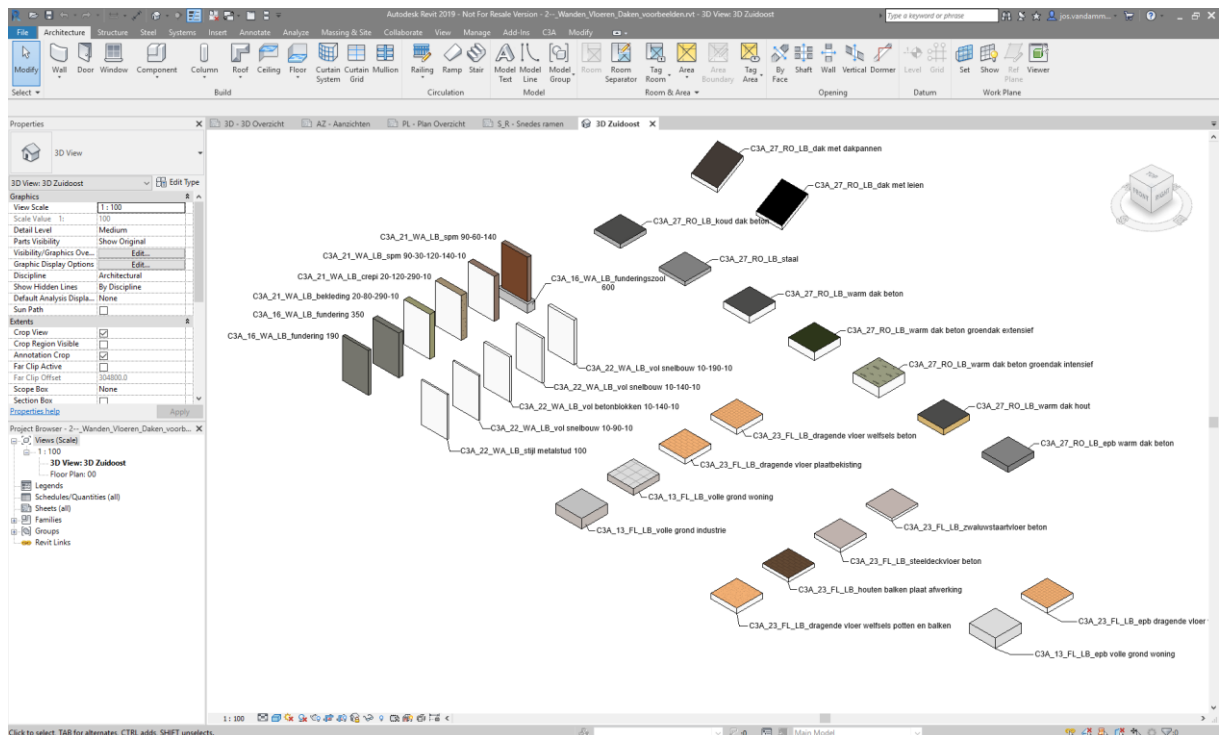 Autodesk Revit 2019 - Not For Resale Version - 2--_Wanden_Vloeren_Daken_voorbeelden.rvt - 3D View: 3D Zuidoost
Type a keyword or phrase
jos.vandamm...
File Architecture Structure Steel Systems Insert Annotate Analyze Massing & Site Collaborate View Manage Add-Ins C3A Modify
Modify Wall Door Window Component Column Roof Ceiling Floor Curtain System Curtain Grid Mullion Railing Ramp Stair Model Text Model Line Model Group Room Room Separator Tag Room Area Area Boundary Tag Area By Face Shaft Wall Vertical Dormer Level Grid Set Show Ref Plane Viewer
Select Build Circulation Model Room & Area Opening Datum Work Plane
Properties
3D - 3D Overzicht AZ - Aanzichten PL - Plan Overzicht S_R - Snedes ramen 3D Zuidoost
3D View
3D View: 3D Zuidoost Edit Type
Graphics
View Scale 1 : 100
Scale Value 1: 100
Detail Level Medium
Parts Visibility Show Original
Visibility/Graphics Ove... Edit...
Graphic Display Options Edit...
Discipline Architectural
Show Hidden Lines By Discipline
Default Analysis Displa... None
Sun Path
Extents
Crop View
Crop Region Visible
Annotation Crop
Far Clip Active
Far Clip Offset 304800.0
Scope Box None
Section Box
Properties help Apply
Project Browser - 2--_Wanden_Vloeren_Daken_voorb...
Views (Scale)
1 : 100
3D View: 3D Zuidoost
Floor Plan: 00
Legends
Schedules/Quantities (all)
Sheets (all)
Families
Groups
Revit Links
TOP
FRONT
RIGHT
C3A_27_RO_LB_dak met dakpannen
C3A_27_RO_LB_dak met leien
C3A_27_RO_LB_koud dak beton
C3A_27_RO_LB_staal
C3A_27_RO_LB_warm dak beton
C3A_27_RO_LB_warm dak beton groendak extensief
C3A_27_RO_LB_warm dak beton groendak intensief
C3A_27_RO_LB_warm dak hout
C3A_27_RO_LB_epb warm dak beton
C3A_21_WA_LB_spm 90-60-140
C3A_21_WA_LB_spm 90-30-120-140-10
C3A_21_WA_LB_crepi 20-120-290-10
C3A_21_WA_LB_bekleding 20-80-290-10
C3A_16_WA_LB_fundering 350
C3A_16_WA_LB_fundering 190
C3A_16_WA_LB_funderingszool
600
C3A_22_WA_LB_vol snelbouw 10-190-10
C3A_22_WA_LB_vol snelbouw 10-140-10
C3A_22_WA_LB_vol betonblokken 10-140-10
C3A_22_WA_LB_vol snelbouw 10-90-10
C3A_22_WA_LB_stijl metalstud 100
C3A_23_FL_LB_dragende vloer welfsels beton
C3A_23_FL_LB_dragende vloer plaatbekisting
C3A_13_FL_LB_volle grond woning
C3A_13_FL_LB_volle grond industrie
C3A_23_FL_LB_zwaluwstaartvloer beton
C3A_23_FL_LB_steeldeckvloer beton
C3A_23_FL_LB_houten balken plaat afwerking
C3A_23_FL_LB_dragende vloer welfsels potten en balken
C3A_23_FL_LB_epb dragende vloer
C3A_13_FL_LB_epb volle grond woning
1 : 100
Click to select, TAB for alternates, CTRL adds, SHIFT unselects.
:0
Main Model